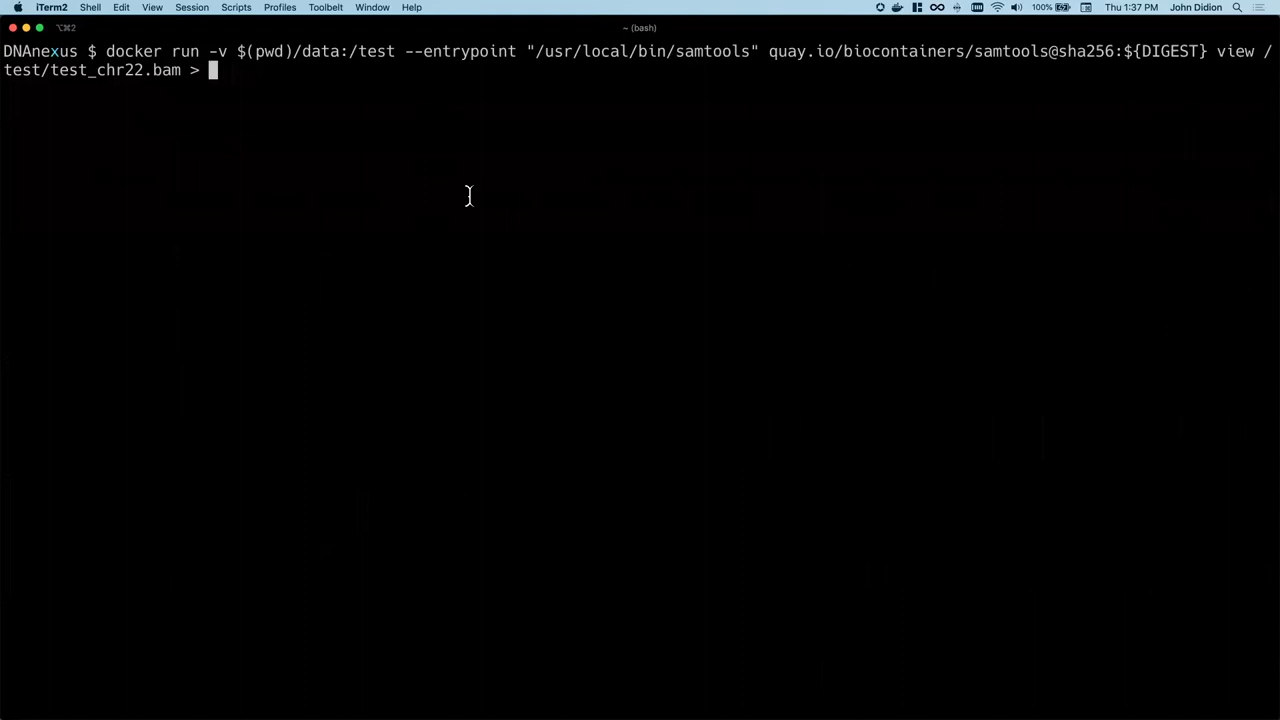 iTerm2 Shell Edit View Session Scripts Profiles Toolbelt Window Help 100% Thu 1:37 PM John Didion
⌥⌘2 ~ (bash)
DNAnexus $ docker run -v $(pwd)/data:/test --entrypoint "/usr/local/bin/samtools" quay.io/biocontainers/samtools@sha256:${DIGEST} view /
test/test_chr22.bam >